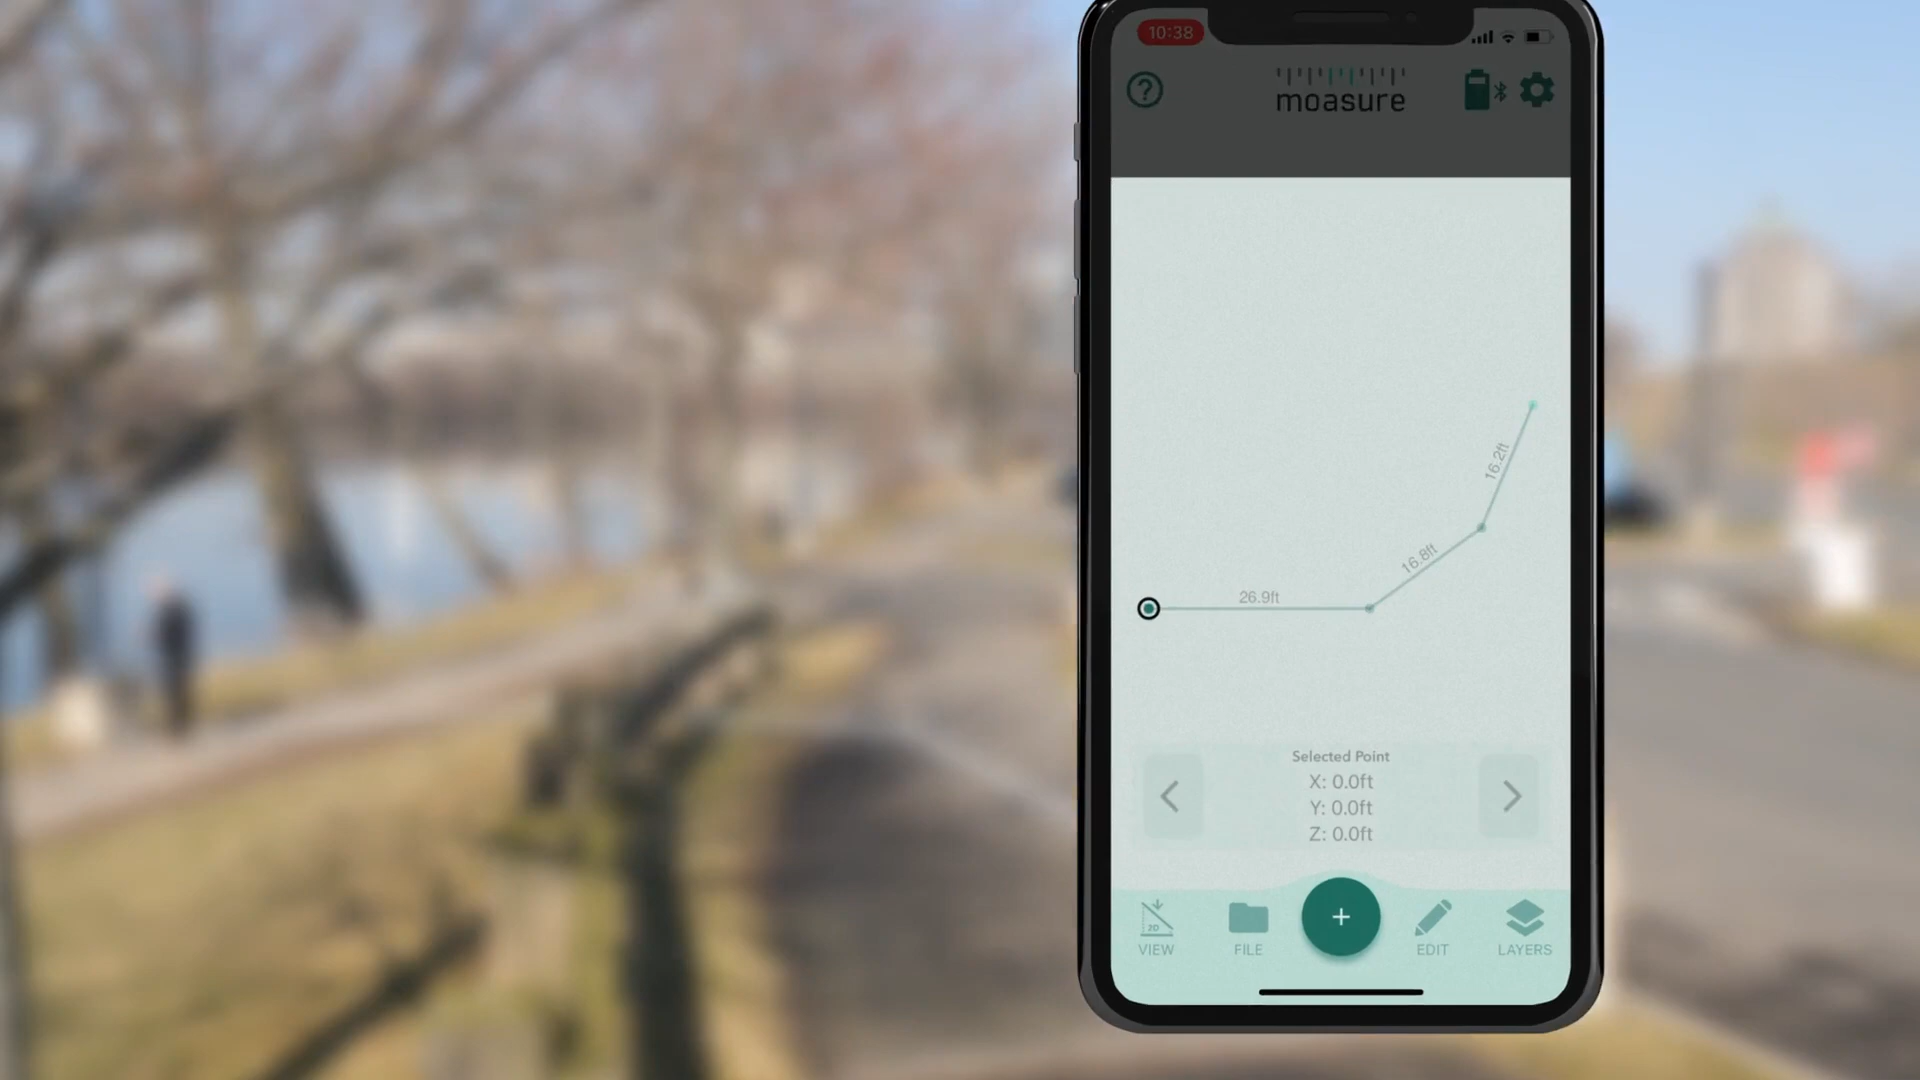 10:38
moasure
16.2ft
16.8ft
26.9ft
Selected Point
X: 0.0ft
Y: 0.0ft
Z: 0.0ft
2D
+
VIEW
FILE
EDIT
LAYERS